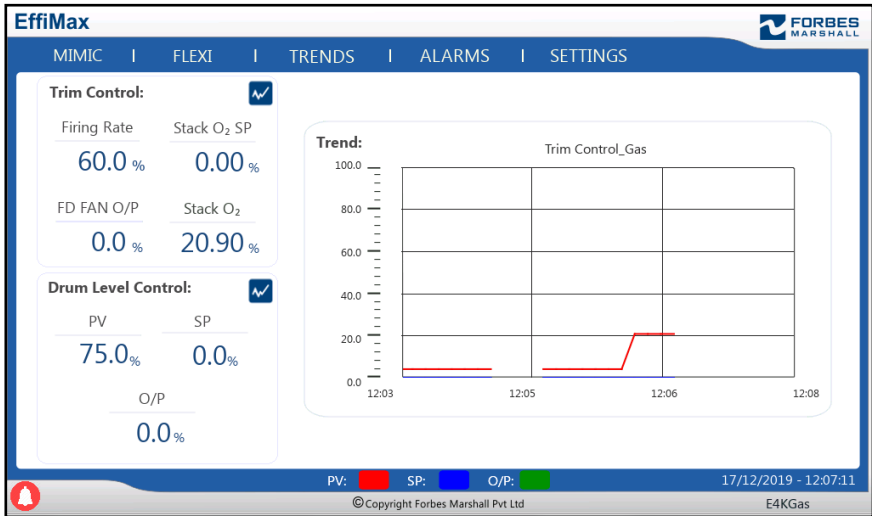 EffiMax
FORBES
MARSHALL
MIMIC I FLEXI I TRENDS I ALARMS I SETTINGS
Trim Control:
Firing Rate Stack O₂ SP
60.0 % 0.00 %
FD FAN O/P Stack O₂
0.0 % 20.90 %
Drum Level Control:
PV SP
75.0% 0.0%
O/P
0.0 %
Trend:
Trim Control_Gas
100.0
80.0
60.0
40.0
20.0
0.0
12:03 12:05 12:06 12:08
PV: SP: O/P: 17/12/2019 - 12:07:11
©Copyright Forbes Marshall Pvt Ltd E4KGas